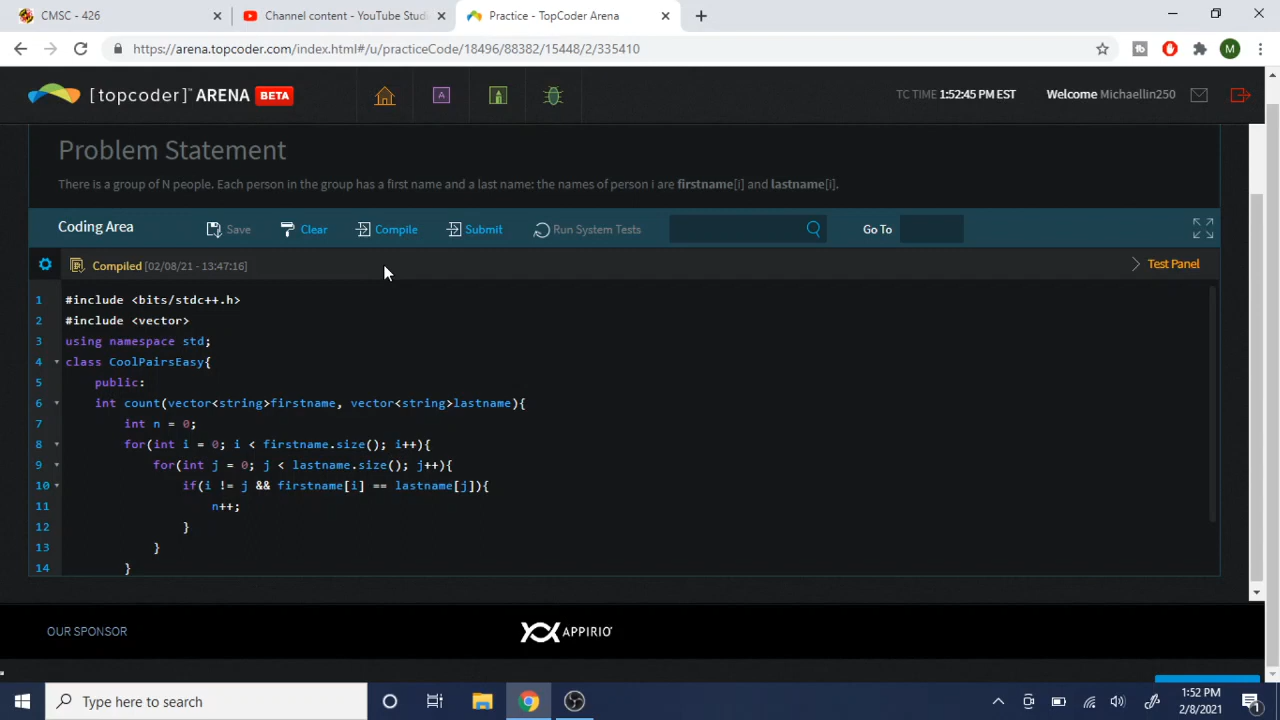 CMSC - 426
Channel content - YouTube Studi
Practice - TopCoder Arena
https://arena.topcoder.com/index.html#/u/practiceCode/18496/88382/15448/2/335410
M
[topcoder]™ ARENA BETA
A
TC TIME 1:52:45 PM EST
Welcome Michaellin250
Problem Statement
There is a group of N people. Each person in the group has a first name and a last name: the names of person i are firstname[i] and lastname[i].
Coding Area
Save
Clear
Compile
Submit
Run System Tests
Go To
Compiled [02/08/21 - 13:47:16]
Test Panel
1 #include <bits/stdc++.h>
2 #include <vector>
3 using namespace std;
4 class CoolPairsEasy{
5 public:
6 int count(vector<string>firstname, vector<string>lastname){
7 int n = 0;
8 for(int i = 0; i < firstname.size(); i++){
9 for(int j = 0; j < lastname.size(); j++){
10 if(i != j && firstname[i] == lastname[j]){
11 n++;
12 }
13 }
14 }
OUR SPONSOR
APPIRIO
Type here to search
1:52 PM
2/8/2021
1